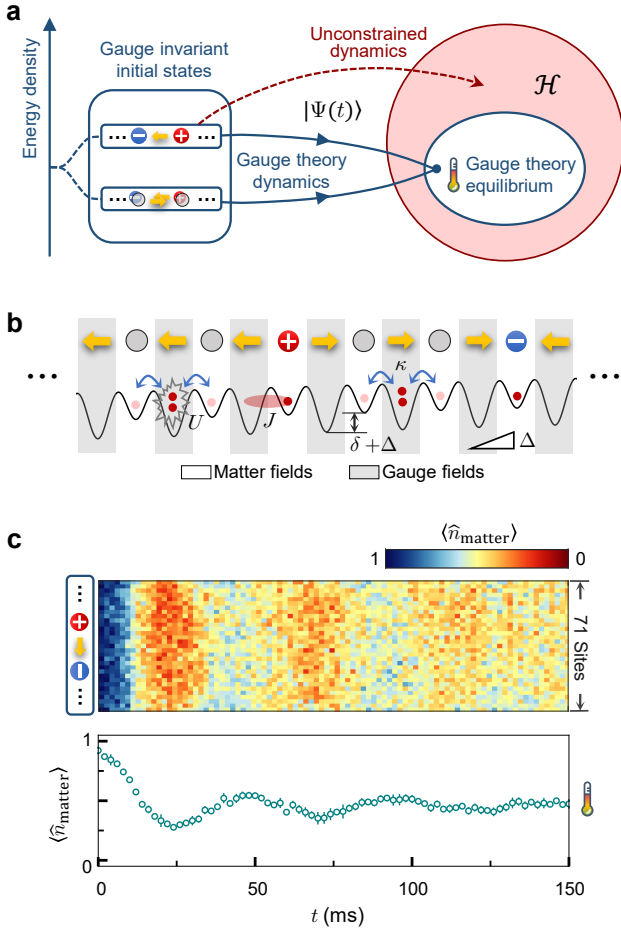 a
Energy density
Gauge invariant
initial states
Unconstrained
dynamics
ℋ
|Ψ(t)⟩
... − + ...
Gauge theory
dynamics
... − + ...
Gauge theory
equilibrium
b
+ −
κ
... ...
U J
δ + Δ Δ
Matter fields Gauge fields
c
⟨n̂matter⟩
1 0
...
+
−
...
71 Sites
1
⟨n̂matter⟩
0
0 50 100 150
t (ms)